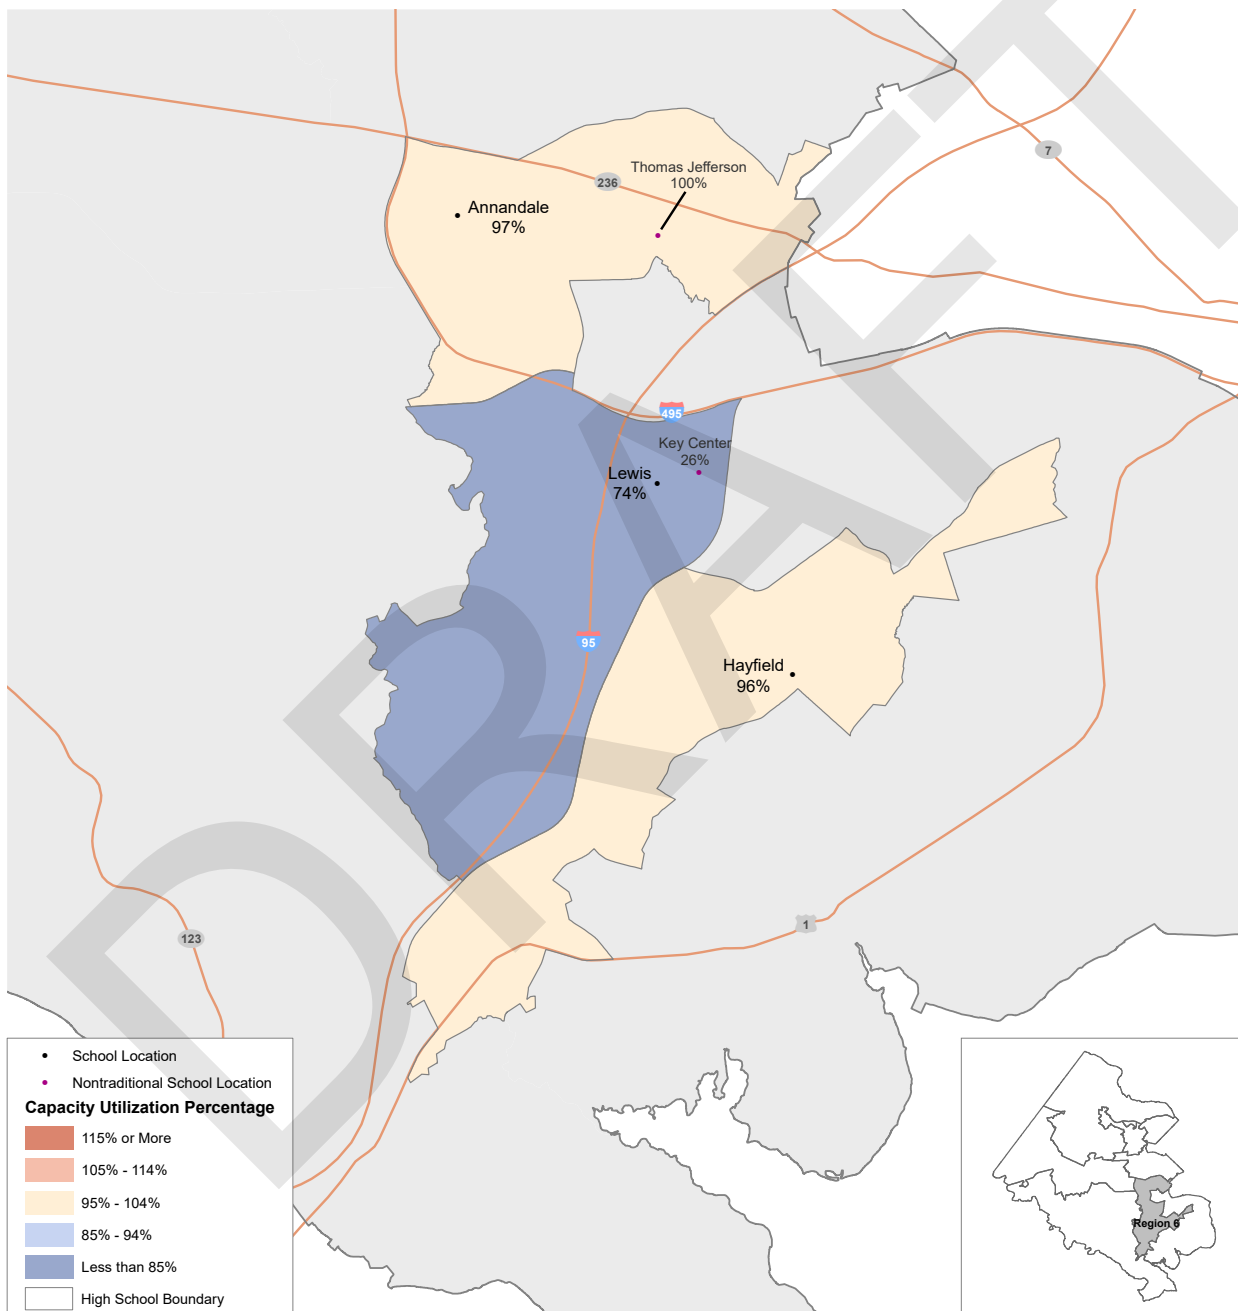 7
Thomas Jefferson
100%
236
Annandale
97%
495
Key Center
26%
Lewis
74%
95
Hayfield
96%
1
123
DRAFT
School Location
Nontraditional School Location
Capacity Utilization Percentage
115% or More
105% - 114%
95% - 104%
85% - 94%
Less than 85%
High School Boundary
Region 6